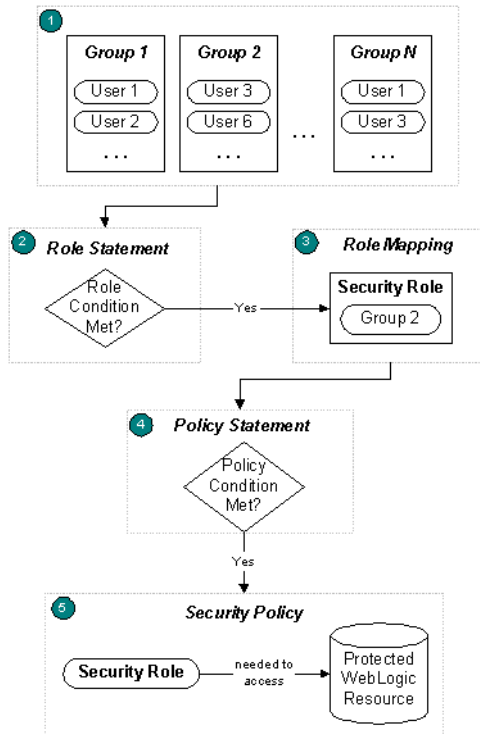 1
Group 1
User 1
User 2
...
Group 2
User 3
User 6
...
...
Group N
User 1
User 3
...
2
Role Statement
Role
Condition
Met?
Yes
3
Role Mapping
Security Role
Group 2
4
Policy Statement
Policy
Condition
Met?
Yes
5
Security Policy
Security Role
needed to
access
Protected
WebLogic
Resource